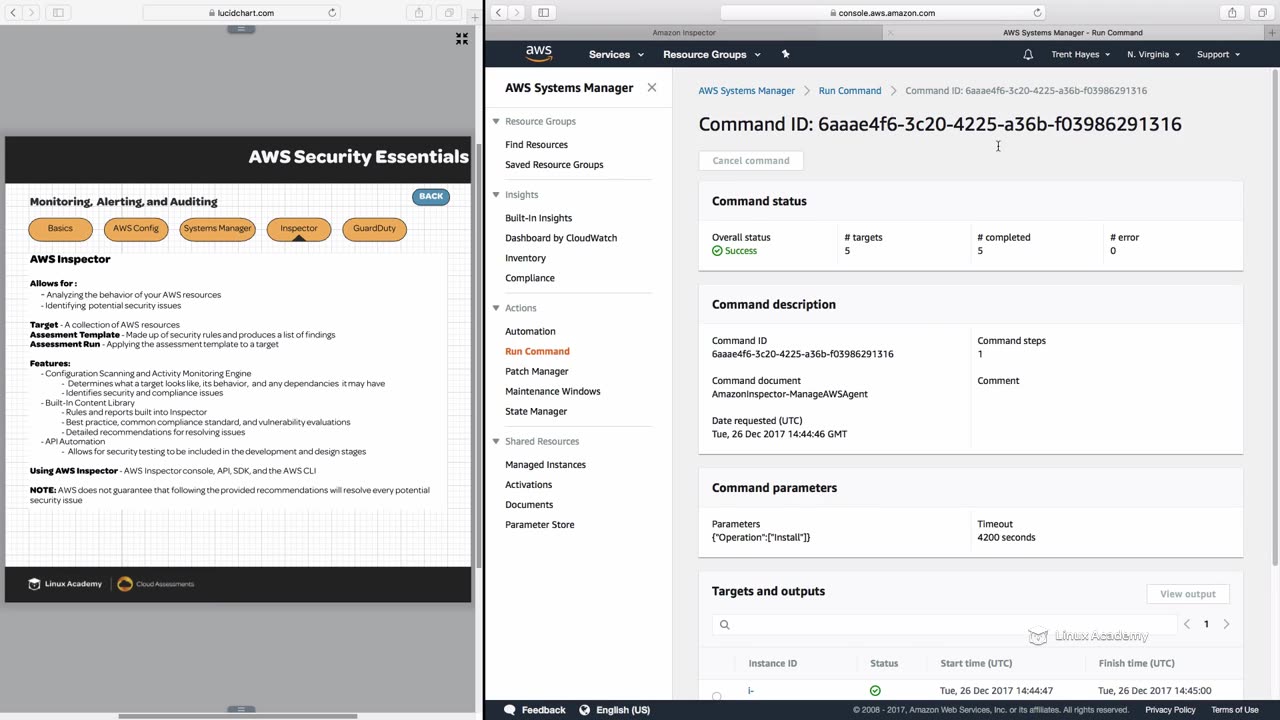 lucidchart.com
AWS Security Essentials
Monitoring, Alerting, and Auditing
BACK
Basics
AWS Config
Systems Manager
Inspector
GuardDuty
AWS Inspector
Allows for :
- Analyzing the behavior of your AWS resources
- Identifying potential security issues
Target - A collection of AWS resources
Assesment Template - Made up of security rules and produces a list of findings
Assessment Run - Applying the assessment template to a target
Features:
- Configuration Scanning and Activity Monitoring Engine
- Determines what a target looks like, its behavior, and any dependencies it may have
- Identifies security and compliance issues
- Built-In Content Library
- Rules and reports built into Inspector
- Best practice, common compliance standard, and vulnerability evaluations
- Detailed recommendations for resolving issues
- API Automation
- Allows for security testing to be included in the development and design stages
Using AWS Inspector - AWS Inspector console, API, SDK, and the AWS CLI
NOTE: AWS does not guarantee that following the provided recommendations will resolve every potential
security issue
Linux Academy
Cloud Assessments
console.aws.amazon.com
Amazon Inspector
AWS Systems Manager - Run Command
aws
Services
Resource Groups
Trent Hayes
N. Virginia
Support
AWS Systems Manager
Resource Groups
Find Resources
Saved Resource Groups
Insights
Built-In Insights
Dashboard by CloudWatch
Inventory
Compliance
Actions
Automation
Run Command
Patch Manager
Maintenance Windows
State Manager
Shared Resources
Managed Instances
Activations
Documents
Parameter Store
AWS Systems Manager > Run Command > Command ID: 6aaae4f6-3c20-4225-a36b-f03986291316
Command ID: 6aaae4f6-3c20-4225-a36b-f03986291316
Cancel command
Command status
Overall status
Success
# targets
5
# completed
5
# error
0
Command description
Command ID
6aaae4f6-3c20-4225-a36b-f03986291316
Command steps
1
Command document
AmazonInspector-ManageAWSAgent
Comment
Date requested (UTC)
Tue, 26 Dec 2017 14:44:46 GMT
Command parameters
Parameters
{"Operation":["Install"]}
Timeout
4200 seconds
Targets and outputs
View output
1
Linux Academy
Instance ID
Status
Start time (UTC)
Finish time (UTC)
i-
Tue, 26 Dec 2017 14:44:47
Tue, 26 Dec 2017 14:45:00
Feedback
English (US)
© 2008 - 2017, Amazon Web Services, Inc. or its affiliates. All rights reserved.
Privacy Policy
Terms of Use